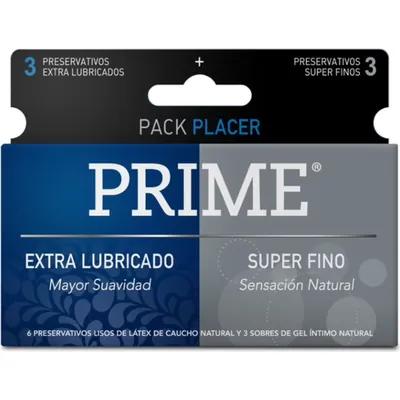 3 PRESERVATIVOS EXTRA LUBRICADOS
+
PRESERVATIVOS SUPER FINOS 3
PACK PLACER
PRIME®
EXTRA LUBRICADO
Mayor Suavidad
SUPER FINO
Sensación Natural
6 PRESERVATIVOS LISOS DE LÁTEX DE CAUCHO NATURAL Y 3 SOBRES DE GEL ÍNTIMO NATURAL